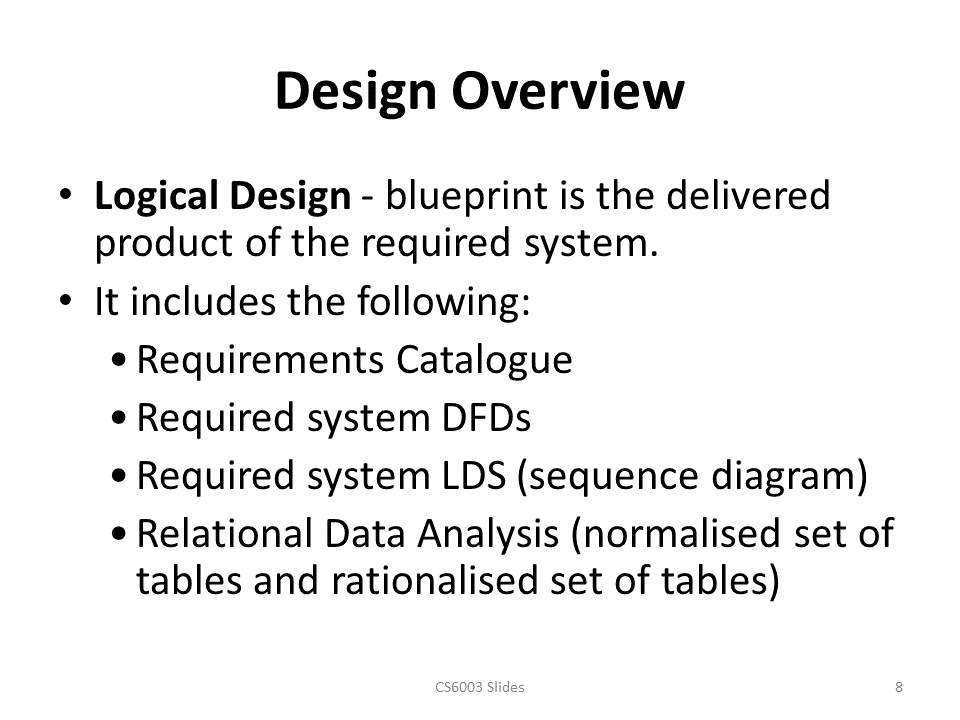 Design Overview
• Logical Design - blueprint is the delivered
product of the required system.
• It includes the following:
• Requirements Catalogue
• Required system DFDs
• Required system LDS (sequence diagram)
• Relational Data Analysis (normalised set of
tables and rationalised set of tables)
CS6003 Slides
8